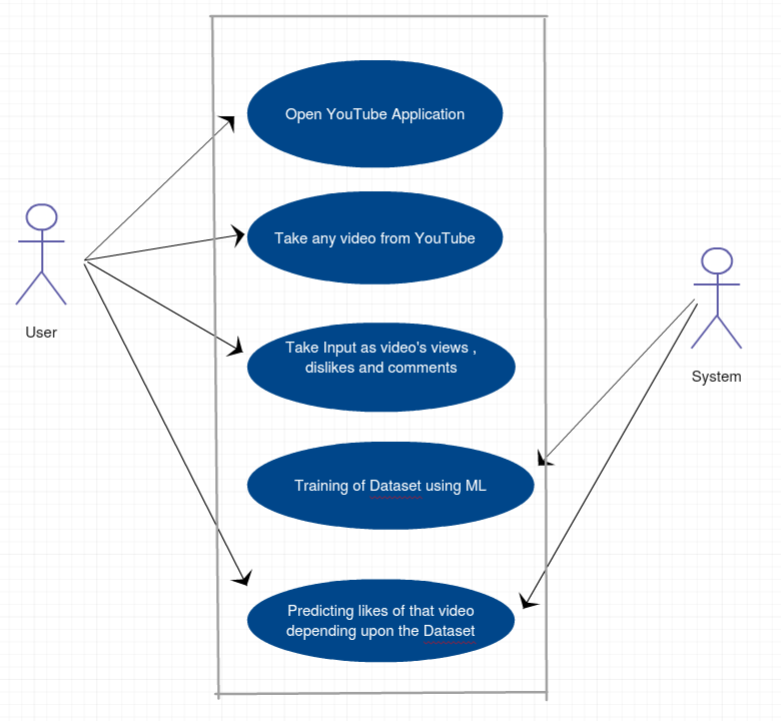 Open YouTube Application
Take any video from YouTube
User
Take Input as video's views ,
dislikes and comments
System
Training of Dataset using ML
Predicting likes of that video
depending upon the Dataset